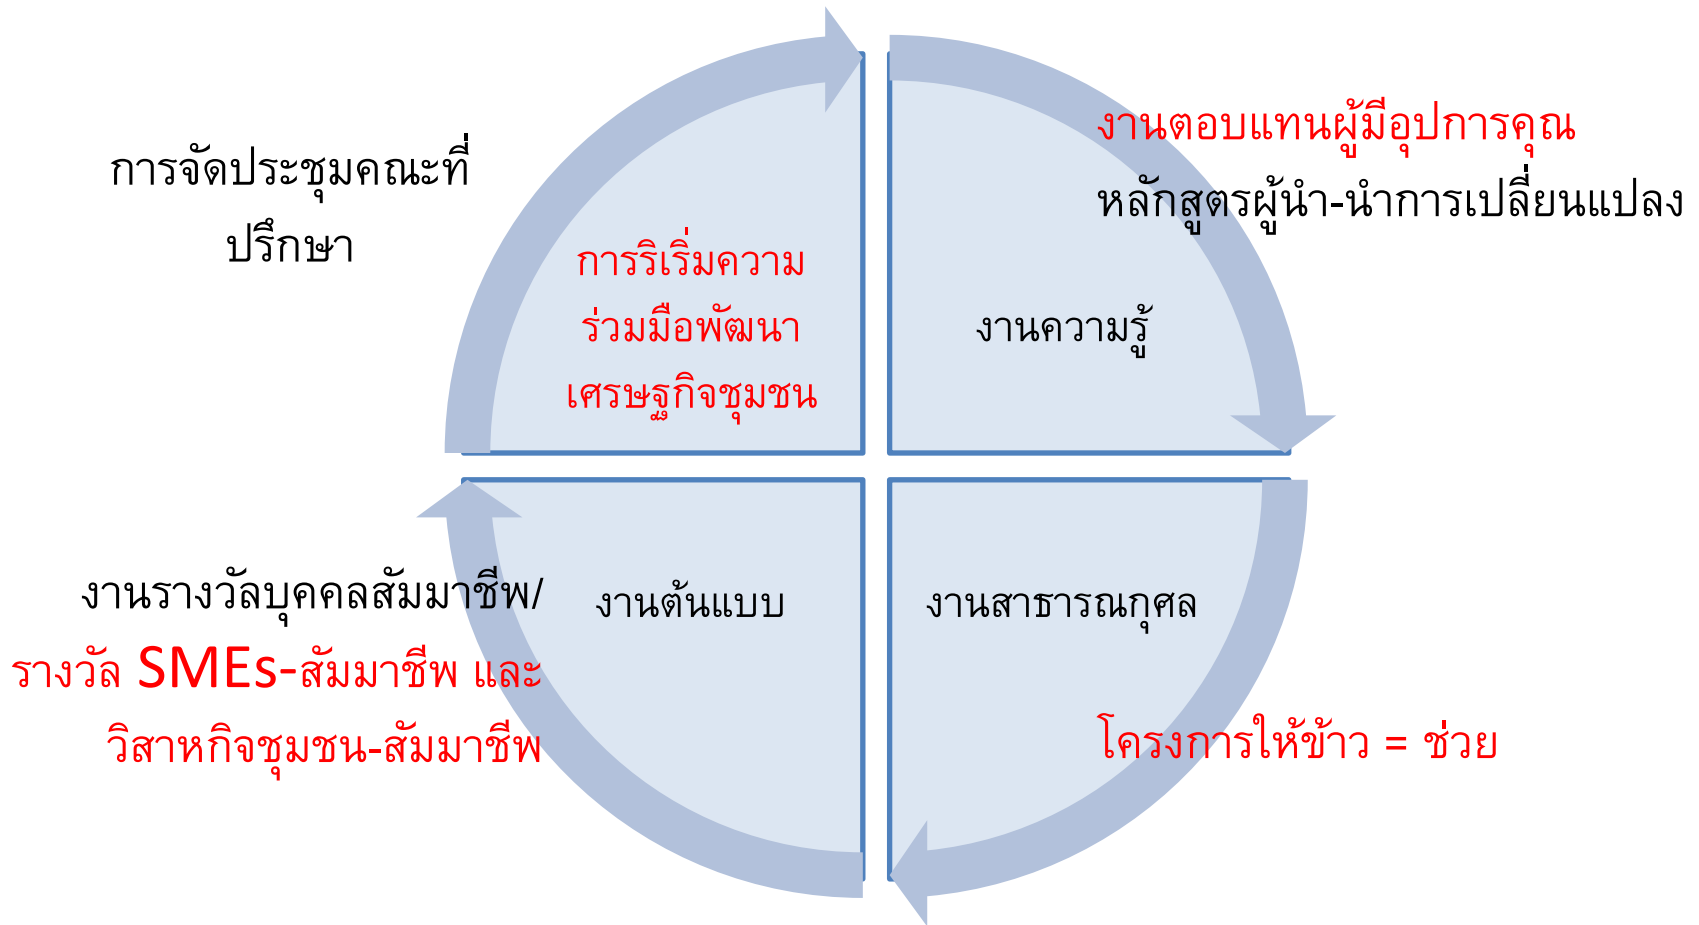 การจัดประชุมคณะที่
ปรึกษา
การริเริ่มความ
ร่วมมือพัฒนา
เศรษฐกิจชุมชน
งานตอบแทนผู้มีอุปการคุณ
หลักสูตรผู้นำ-นำการเปลี่ยนแปลง
งานความรู้
งานรางวัลบุคคลสัมมาชีพ/
รางวัล SMEs-สัมมาชีพ และ
วิสาหกิจชุมชน-สัมมาชีพ
งานต้นแบบ
งานสาธารณกุศล
โครงการให้ข้าว = ช่วย